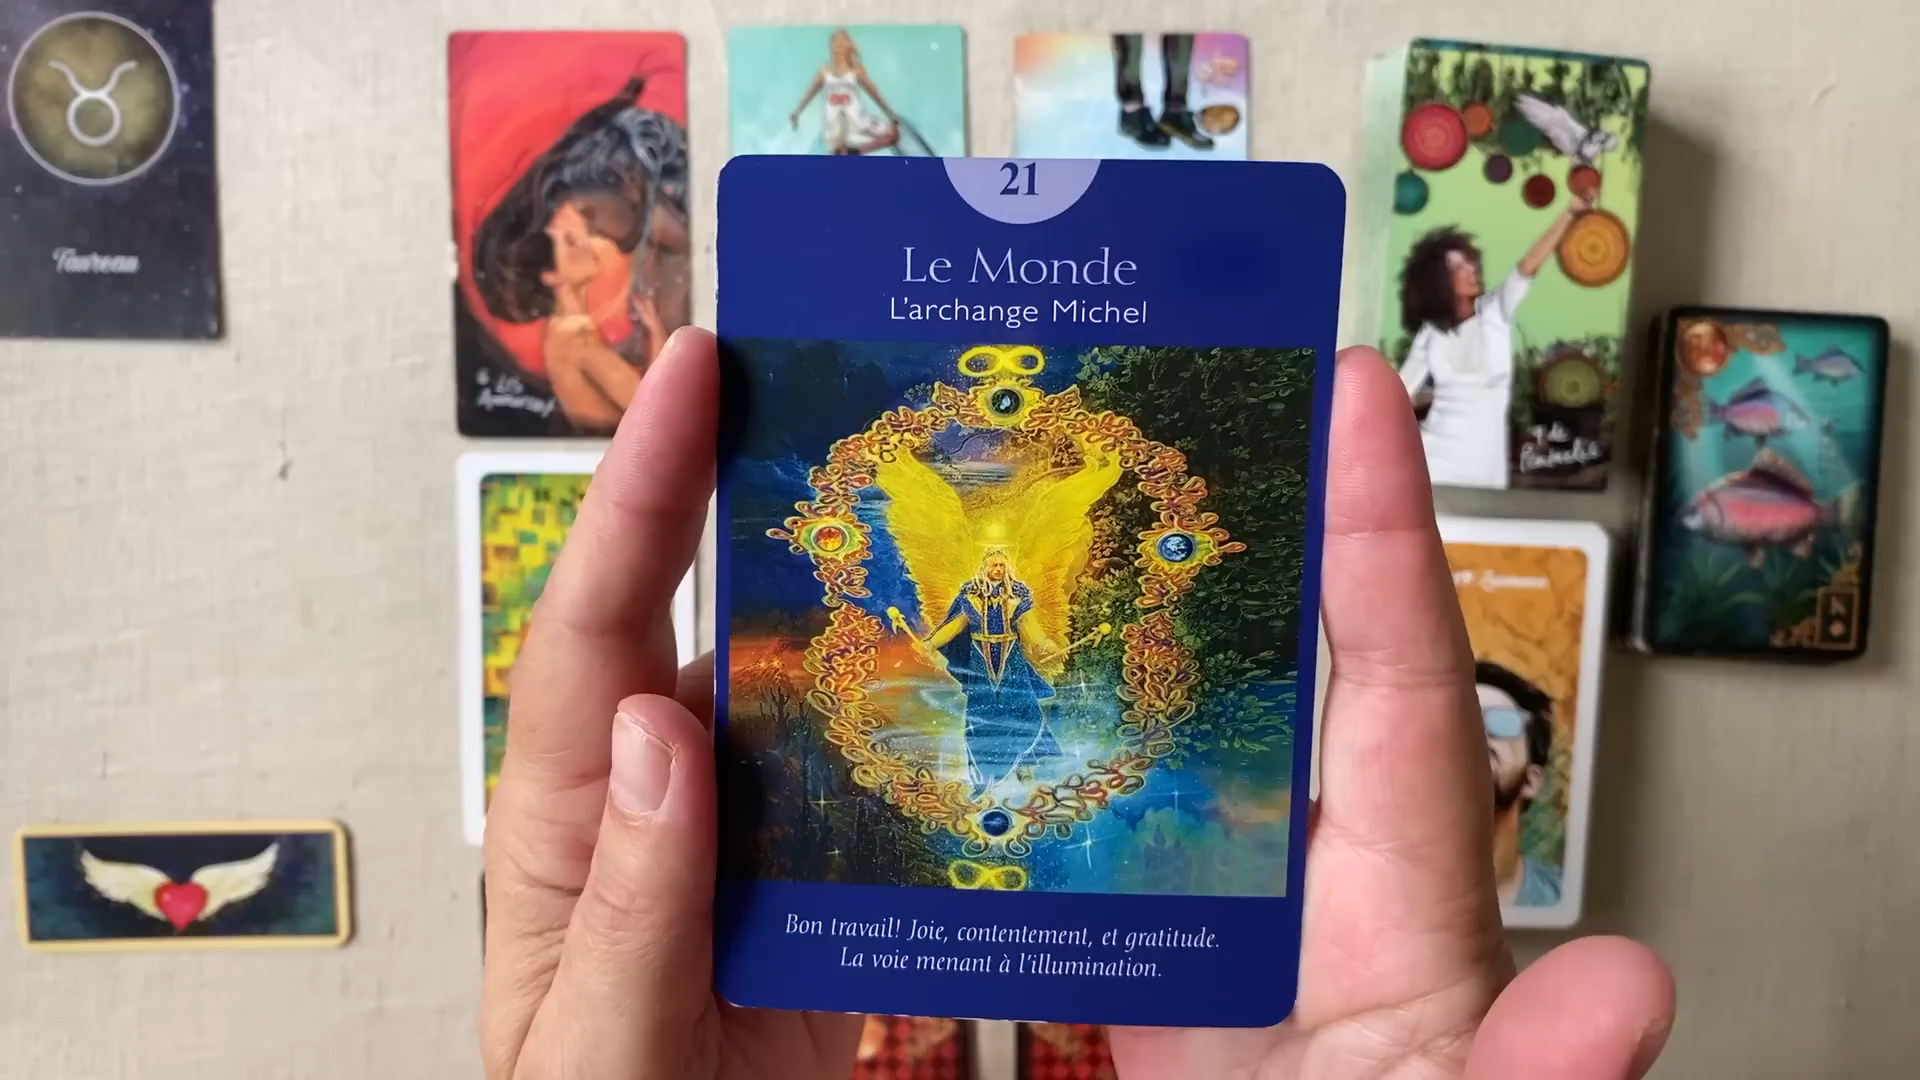 21
Le Monde
L'archange Michel
Bon travail! Joie, contentement, et gratitude.
La voie menant à l'illumination.
Taureau
K